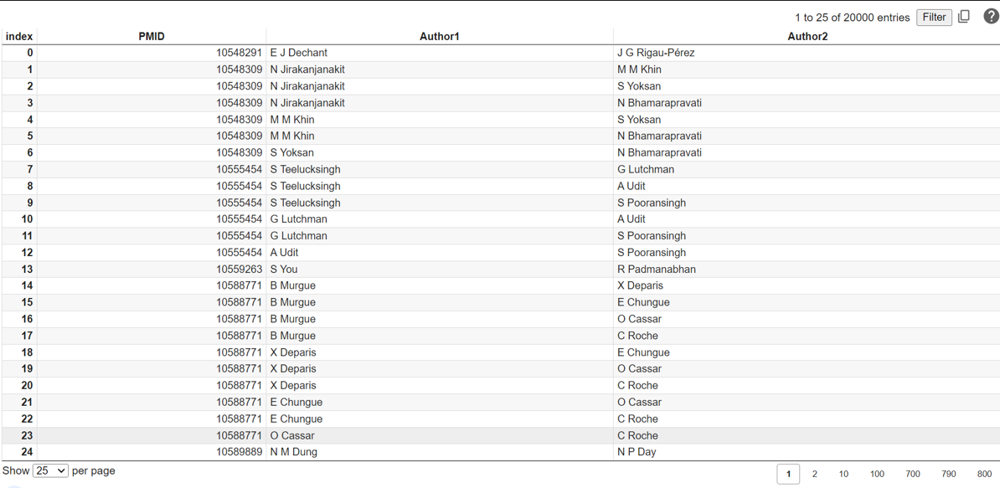 1 to 25 of 20000 entries Filter ?
index PMID Author1 Author2
0 10548291 E J Dechant J G Rigau-Pérez
1 10548309 N Jirakanjanakit M M Khin
2 10548309 N Jirakanjanakit S Yoksan
3 10548309 N Jirakanjanakit N Bhamarapravati
4 10548309 M M Khin S Yoksan
5 10548309 M M Khin N Bhamarapravati
6 10548309 S Yoksan N Bhamarapravati
7 10555454 S Teelucksingh G Lutchman
8 10555454 S Teelucksingh A Udit
9 10555454 S Teelucksingh S Pooransingh
10 10555454 G Lutchman A Udit
11 10555454 G Lutchman S Pooransingh
12 10555454 A Udit S Pooransingh
13 10559263 S You R Padmanabhan
14 10588771 B Murgue X Deparis
15 10588771 B Murgue E Chungue
16 10588771 B Murgue O Cassar
17 10588771 B Murgue C Roche
18 10588771 X Deparis E Chungue
19 10588771 X Deparis O Cassar
20 10588771 X Deparis C Roche
21 10588771 E Chungue O Cassar
22 10588771 E Chungue C Roche
23 10588771 O Cassar C Roche
24 10589889 N M Dung N P Day
Show 25 per page 1 2 10 100 700 790 800